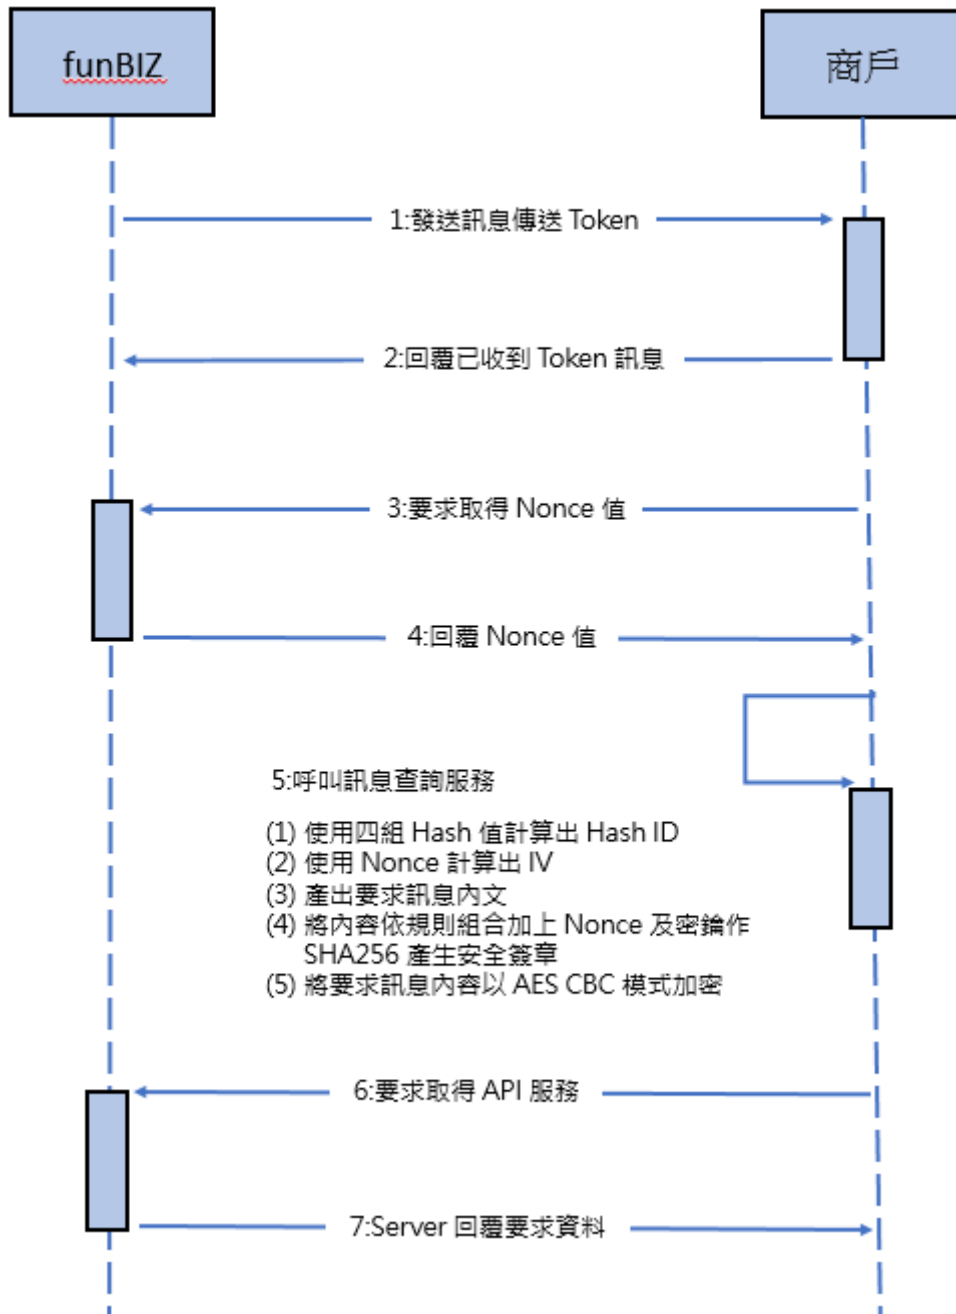 funBIZ
商戶
1:發送訊息傳送 Token
2:回覆已收到 Token 訊息
3:要求取得 Nonce 值
4:回覆 Nonce 值
5:呼叫訊息查詢服務
(1) 使用四組 Hash 值計算出 Hash ID
(2) 使用 Nonce 計算出 IV
(3) 產出要求訊息內文
(4) 將內容依規則組合加上 Nonce 及密鑰作
SHA256 產生安全簽章
(5) 將要求訊息內容以 AES CBC 模式加密
6:要求取得 API 服務
7:Server 回覆要求資料